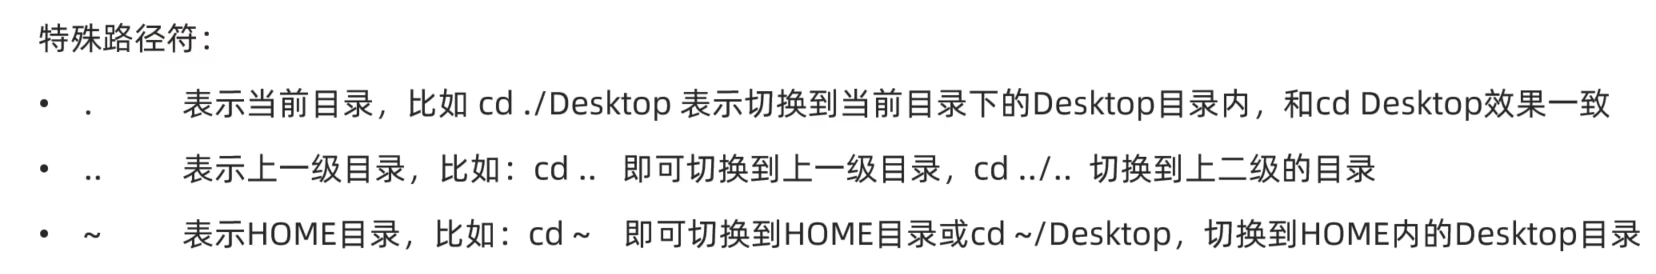 特殊路径符：
• . 表示当前目录，比如 cd ./Desktop 表示切换到当前目录下的Desktop目录内，和cd Desktop效果一致
• .. 表示上一级目录，比如：cd .. 即可切换到上一级目录，cd ../.. 切换到上二级的目录
• ~ 表示HOME目录，比如：cd ~ 即可切换到HOME目录或cd ~/Desktop，切换到HOME内的Desktop目录